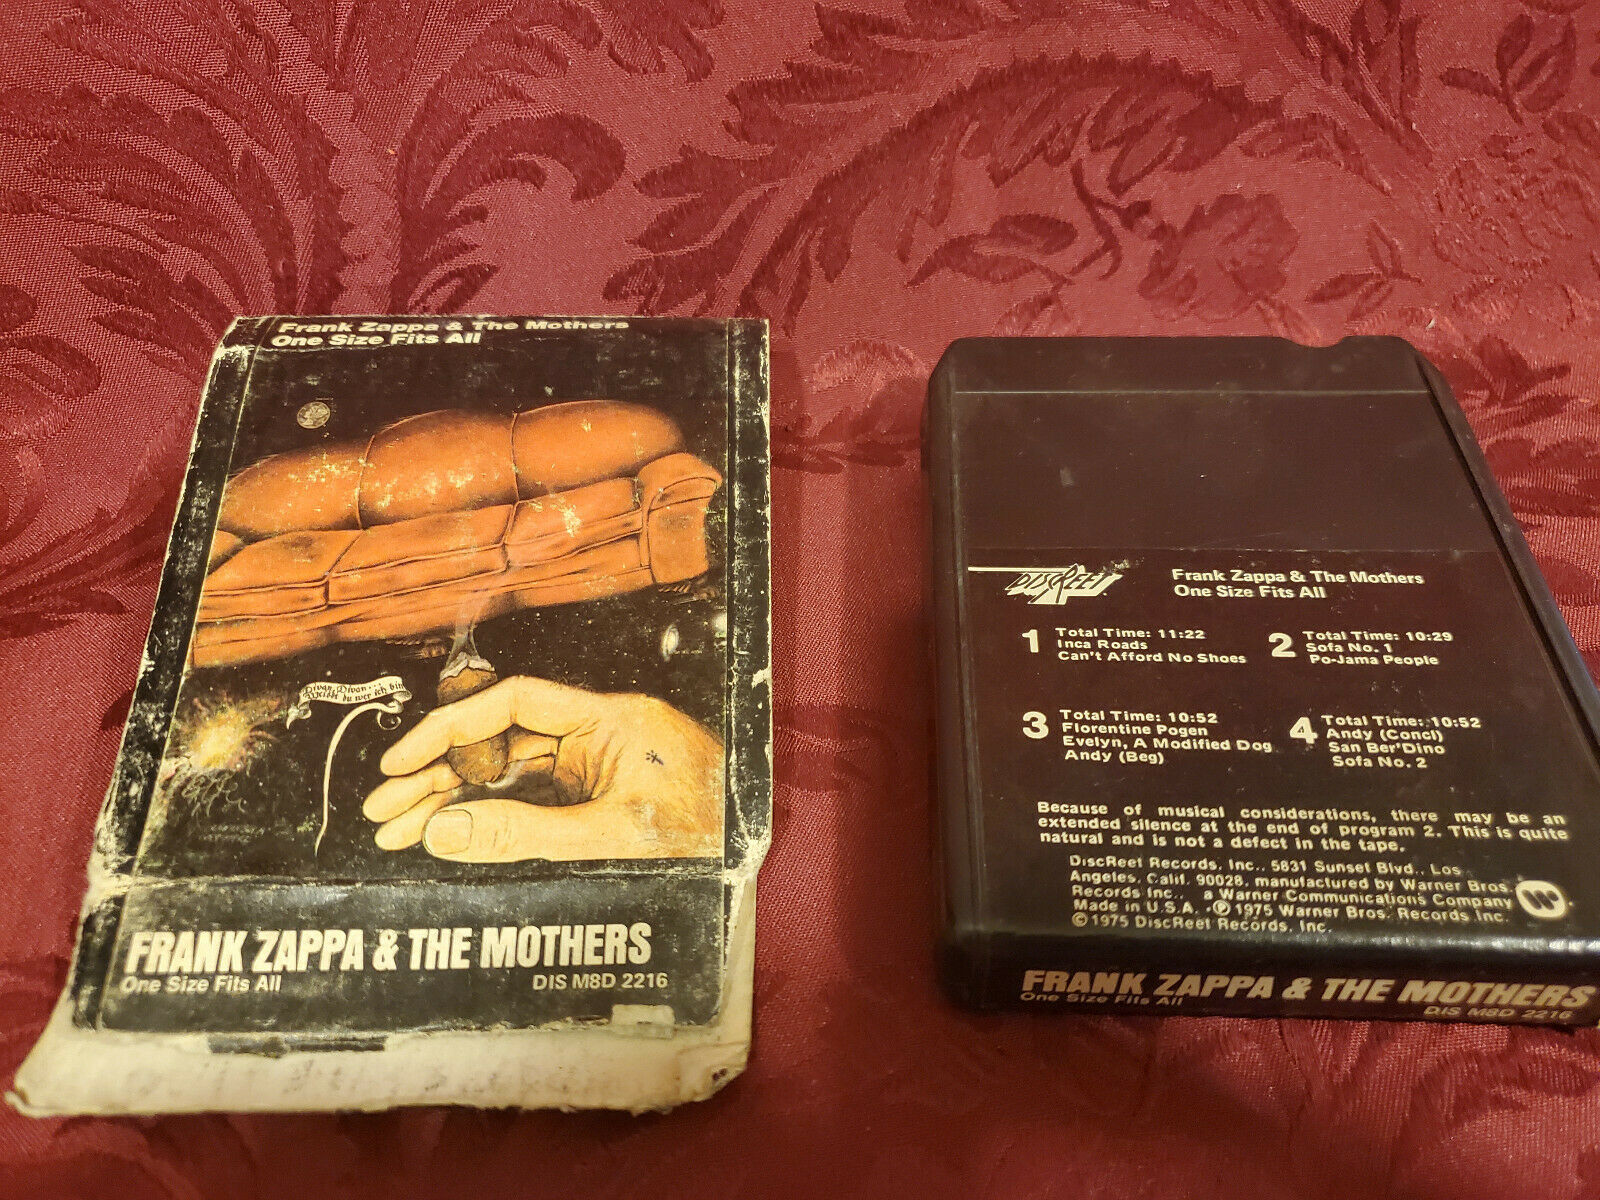 Frank Zappa & The Mothers
One Size Fits All
Divan, Divan
Weisst du wer ich bin
FRANK ZAPPA & THE MOTHERS
One Size Fits All
DIS M8D 2216
DISCREET
Frank Zappa & The Mothers
One Size Fits All
1 Total Time: 11:22
Inca Roads
Can't Afford No Shoes
2 Total Time: 10:29
Sofa No. 1
Po-Jama People
3 Total Time: 10:52
Florentine Pogen
Evelyn, A Modified Dog
Andy (Beg)
4 Total Time: 10:52
Andy (Concl)
San Ber'Dino
Sofa No. 2
Because of musical considerations, there may be an
extended silence at the end of program 2. This is quite
natural and is not a defect in the tape.
DiscReet Records, Inc., 5831 Sunset Blvd., Los
Angeles, Calif. 90028, manufactured by Warner Bros.
Records Inc., a Warner Communications Company
Made in U.S.A. ℗ 1975 Warner Bros. Records Inc.
© 1975 DiscReet Records, Inc.
FRANK ZAPPA & THE MOTHERS
One Size Fits All
DIS M8D 2216